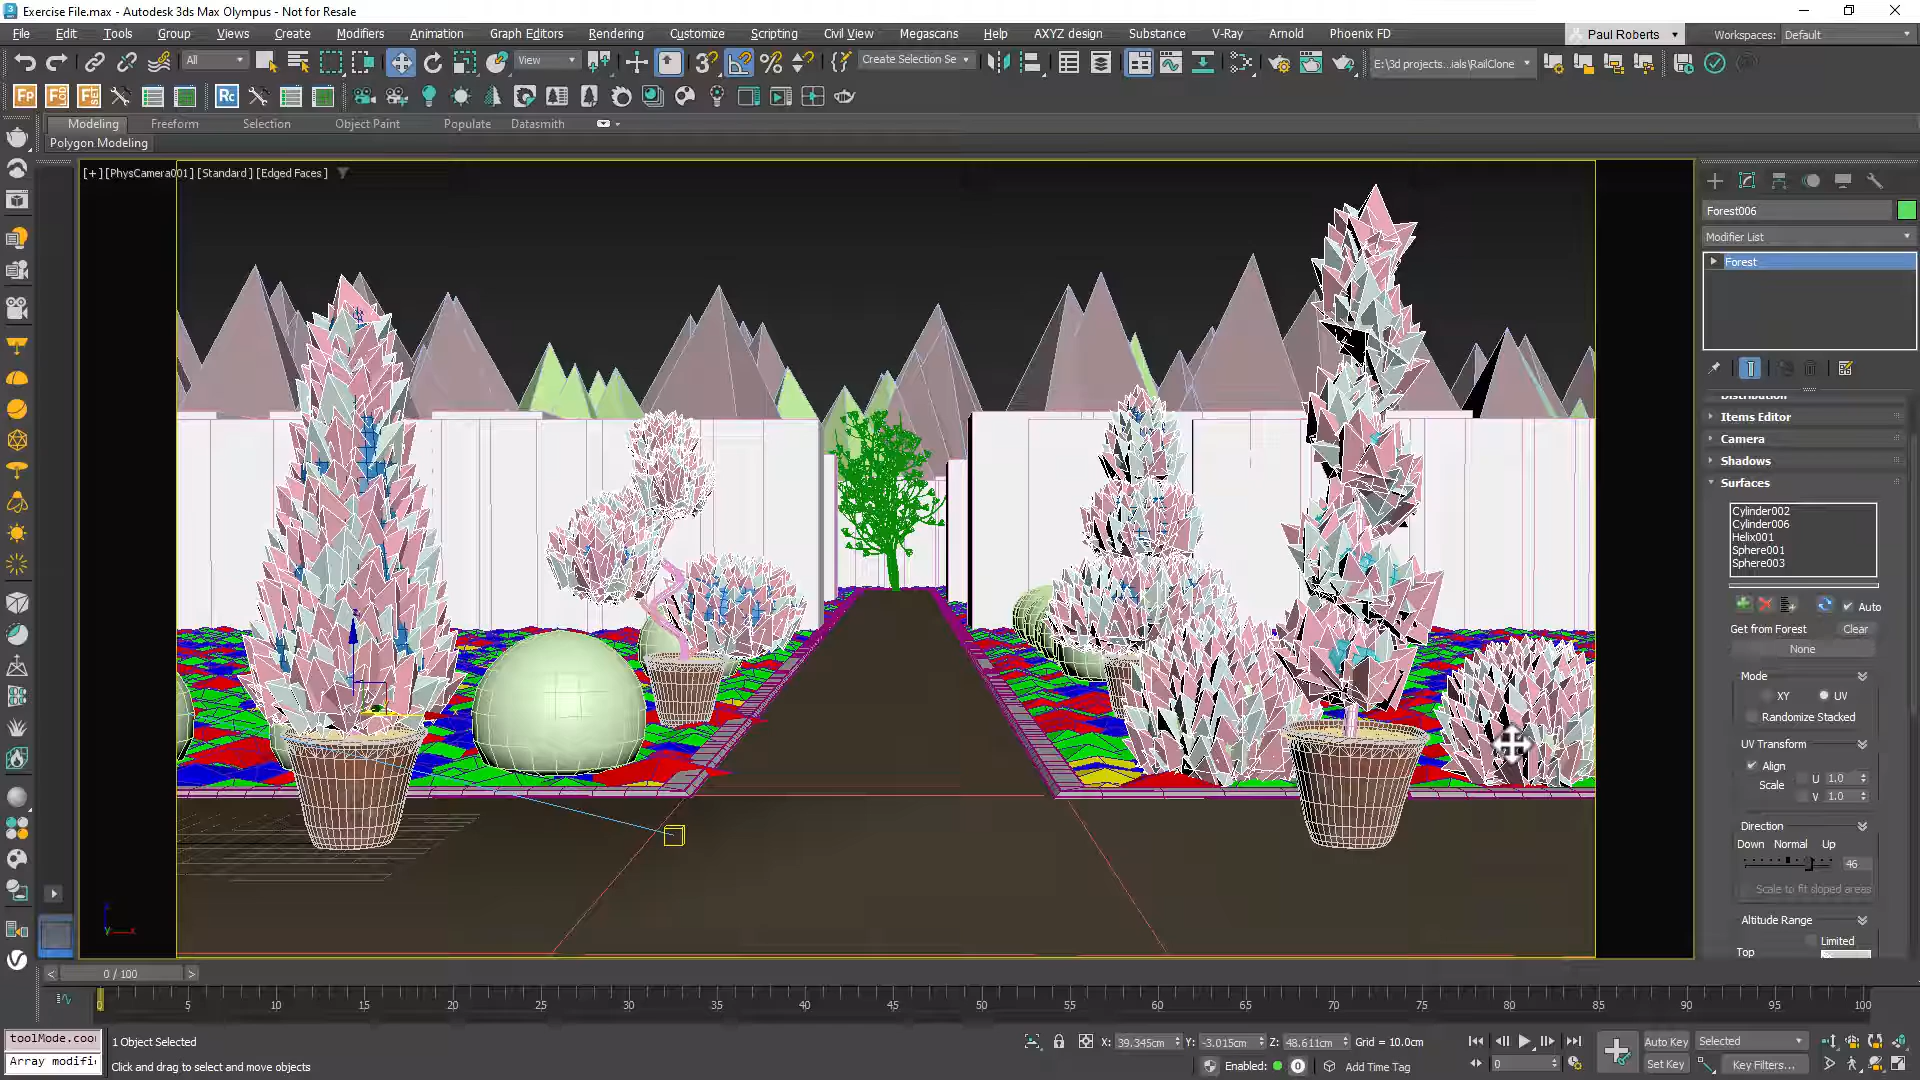 Exercise File.max - Autodesk 3ds Max Olympus - Not for Resale
File Edit Tools Group Views Create Modifiers Animation Graph Editors Rendering Customize Scripting Civil View Megascans Help AXYZ design Substance V-Ray Arnold Phoenix FD Paul Roberts Workspaces: Default
All View Create Selection Se E:\3d projects...ials\RailClone
Modeling Freeform Selection Object Paint Populate Datasmith
Polygon Modeling
[+] [PhysCamera001] [Standard] [Edged Faces]
Forest006
Modifier List
Forest
Distribution
Items Editor
Camera
Shadows
Surfaces
Cylinder002
Cylinder006
Helix001
Sphere001
Sphere003
Auto
Get from Forest Clear
None
Mode
XY UV
Randomize Stacked
UV Transform
Align U 1.0
Scale V 1.0
Direction
Down Normal Up
46
Scale to fit sloped areas
Altitude Range
Limited
Top
< 0 / 100 >
0 5 10 15 20 25 30 35 40 45 50 55 60 65 70 75 80 85 90 95 100
toolMode.coo 1 Object Selected X: 39.345cm Y: -3.015cm Z: 48.611cm Grid = 10.0cm Auto Key Selected
Array modifi Click and drag to select and move objects Enabled: 0 Add Time Tag 0 Set Key Key Filters...